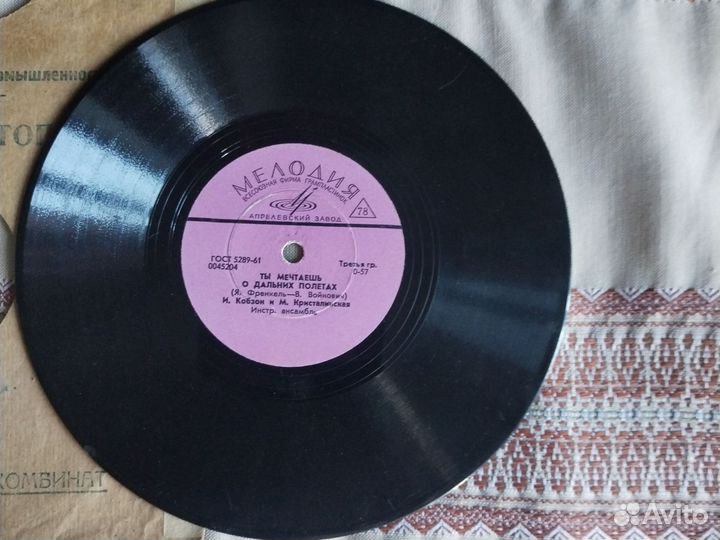 МЕЛОДИЯ
ВСЕСОЮЗНАЯ ФИРМА ГРАМПЛАСТИНОК
АПРЕЛЕВСКИЙ ЗАВОД
78
ГОСТ 5289-61
0045204
Третья гр.
0-57
ТЫ МЕЧТАЕШЬ
О ДАЛЬНИХ ПОЛЕТАХ
(Я. Френкель—В. Войнович)
И. Кобзон и М. Кристалинская
Инстр. ансамбль
КОМБИНАТ
Avito